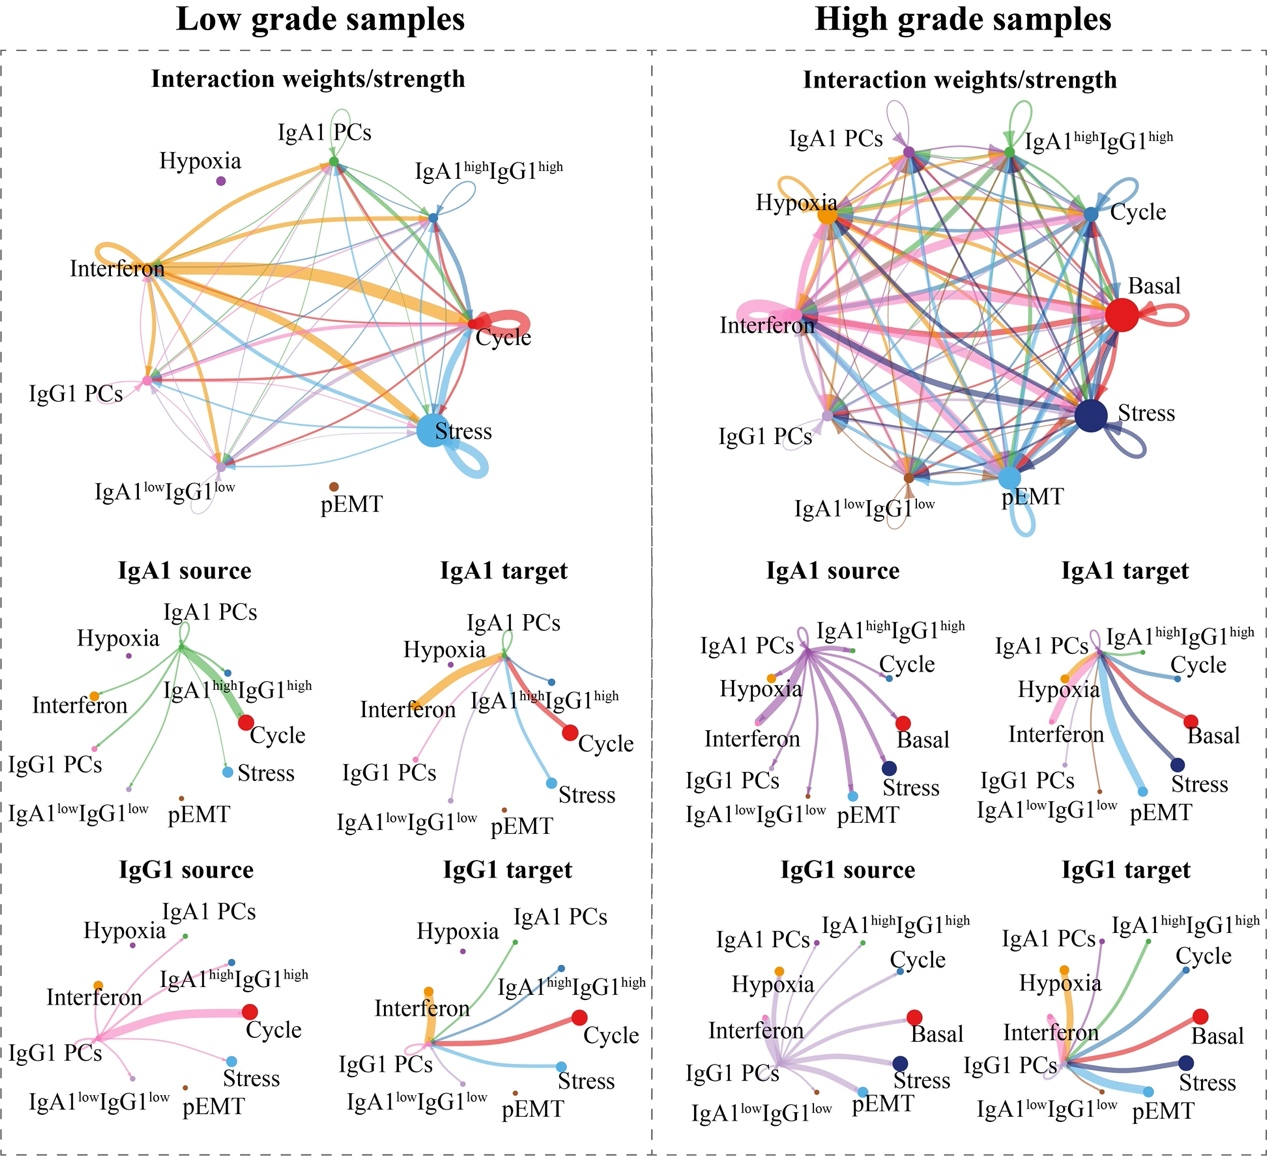 Low grade samples
High grade samples
Interaction weights/strength
IgA1 PCs
Hypoxia
IgA1highIgG1high
Interferon
Cycle
IgG1 PCs
Stress
IgA1lowIgG1low
pEMT
Interaction weights/strength
IgA1 PCs
IgA1highIgG1high
Hypoxia
Cycle
Basal
Interferon
Stress
IgG1 PCs
pEMT
IgA1lowIgG1low
IgA1 source
IgA1 PCs
Hypoxia
IgA1highIgG1high
Interferon
Cycle
IgG1 PCs
Stress
IgA1lowIgG1low
pEMT
IgA1 target
IgA1 PCs
Hypoxia
IgA1highIgG1high
Interferon
Cycle
IgG1 PCs
Stress
IgA1lowIgG1low
pEMT
IgA1 source
IgA1 PCs
IgA1highIgG1high
Cycle
Hypoxia
Interferon
Basal
IgG1 PCs
Stress
IgA1lowIgG1low
pEMT
IgA1 target
IgA1 PCs
IgA1highIgG1high
Cycle
Hypoxia
Interferon
Basal
IgG1 PCs
Stress
IgA1lowIgG1low
pEMT
IgG1 source
IgA1 PCs
Hypoxia
IgA1highIgG1high
Interferon
Cycle
IgG1 PCs
Stress
IgA1lowIgG1low
pEMT
IgG1 target
IgA1 PCs
Hypoxia
IgA1highIgG1high
Interferon
Cycle
IgG1 PCs
Stress
IgA1lowIgG1low
pEMT
IgG1 source
IgA1highIgG1high
IgA1 PCs
Cycle
Hypoxia
Interferon
Basal
IgG1 PCs
Stress
IgA1lowIgG1low
pEMT
IgG1 target
IgA1highIgG1high
IgA1 PCs
Cycle
Hypoxia
Interferon
Basal
IgG1 PCs
Stress
IgA1lowIgG1low
pEMT